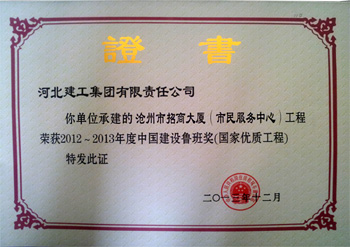 證書
河北建工集团有限责任公司
你单位承建的沧州市招商大厦（市民服务中心）工程
荣获2012～2013年度中国建设鲁班奖(国家优质工程)
特发此证
二〇一三年十二月